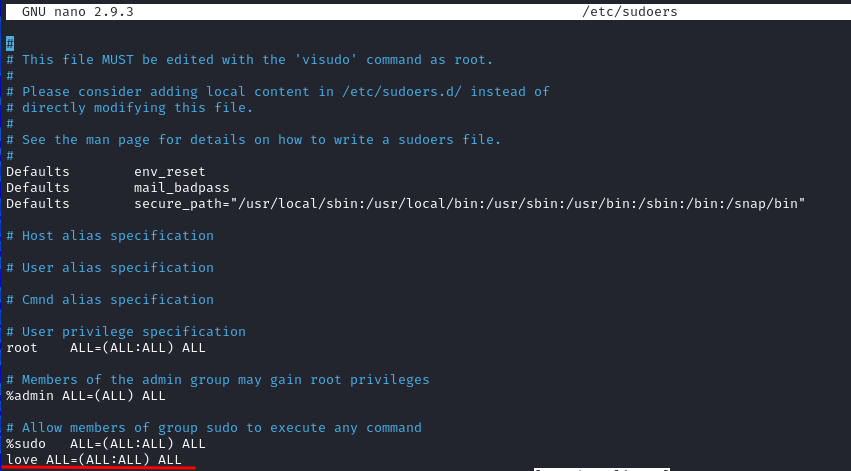 GNU nano 2.9.3 /etc/sudoers
#
# This file MUST be edited with the 'visudo' command as root.
#
# Please consider adding local content in /etc/sudoers.d/ instead of
# directly modifying this file.
#
# See the man page for details on how to write a sudoers file.
#
Defaults        env_reset
Defaults        mail_badpass
Defaults        secure_path="/usr/local/sbin:/usr/local/bin:/usr/sbin:/usr/bin:/sbin:/bin:/snap/bin"
# Host alias specification
# User alias specification
# Cmnd alias specification
# User privilege specification
root    ALL=(ALL:ALL) ALL
# Members of the admin group may gain root privileges
%admin ALL=(ALL) ALL
# Allow members of group sudo to execute any command
%sudo   ALL=(ALL:ALL) ALL
love ALL=(ALL:ALL) ALL